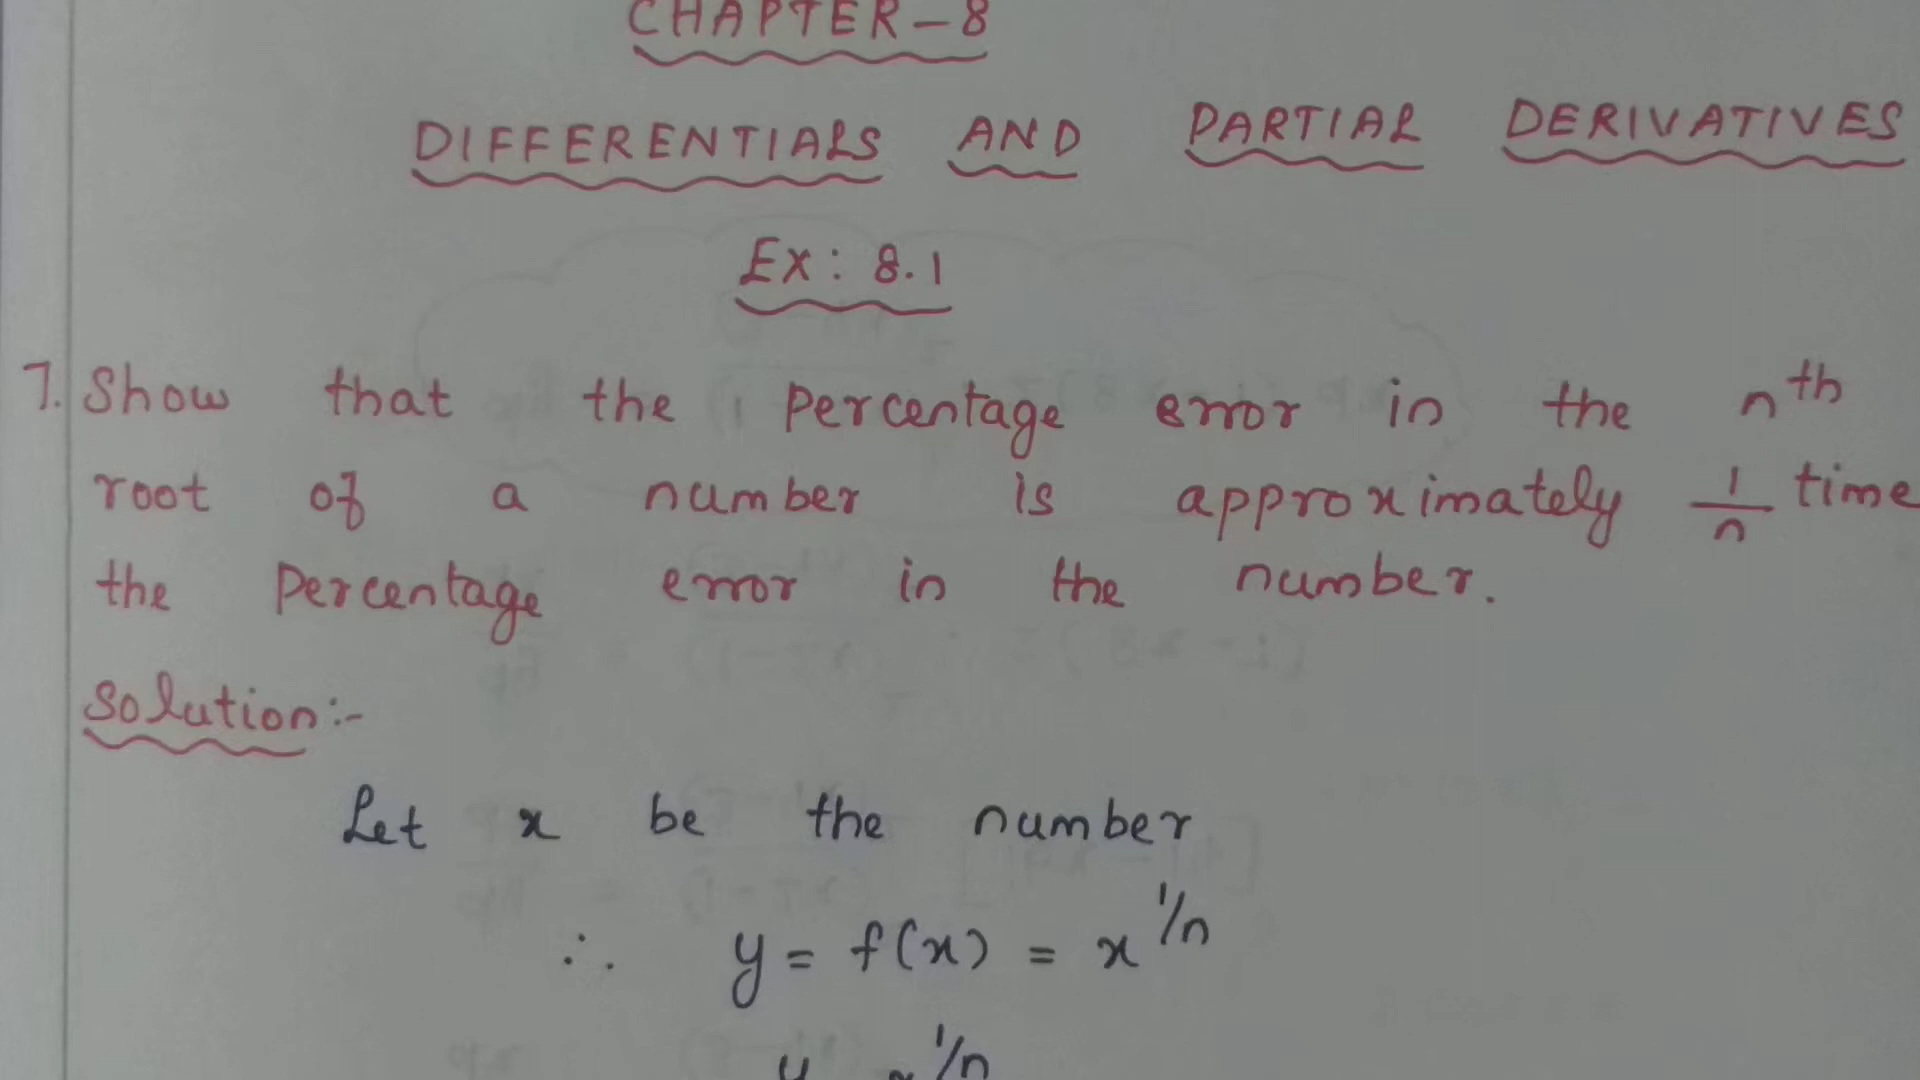 CHAPTER-8
DIFFERENTIALS AND PARTIAL DERIVATIVES
Ex: 8.1
7. Show that the percentage error in the nth
root of a number is approximately 1/n time
the percentage error in the number.
Solution:-
Let x be the number
∴ y = f(x) = x^1/n
y x^1/n